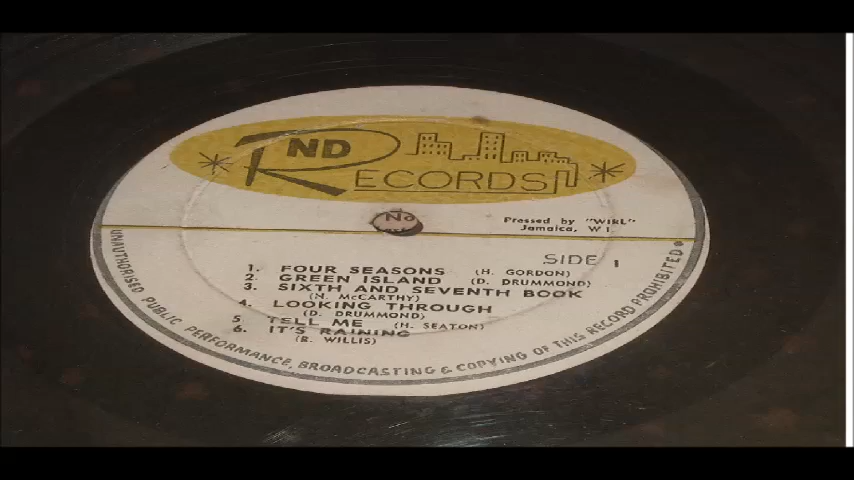 RND RECORDS
No
Pressed by "WIRL"
Jamaica, W I.
SIDE 1
1. FOUR SEASONS (H. GORDON)
2. GREEN ISLAND (D. DRUMMOND)
3. SIXTH AND SEVENTH BOOK
(N. McCARTHY)
4. LOOKING THROUGH
(D. DRUMMOND)
5 TELL ME (H. SEATON)
6. IT'S RAINING
(R. WILLIS)
UNAUTHORISED PUBLIC PERFORMANCE, BROADCASTING & COPYING OF THIS RECORD PROHIBITED